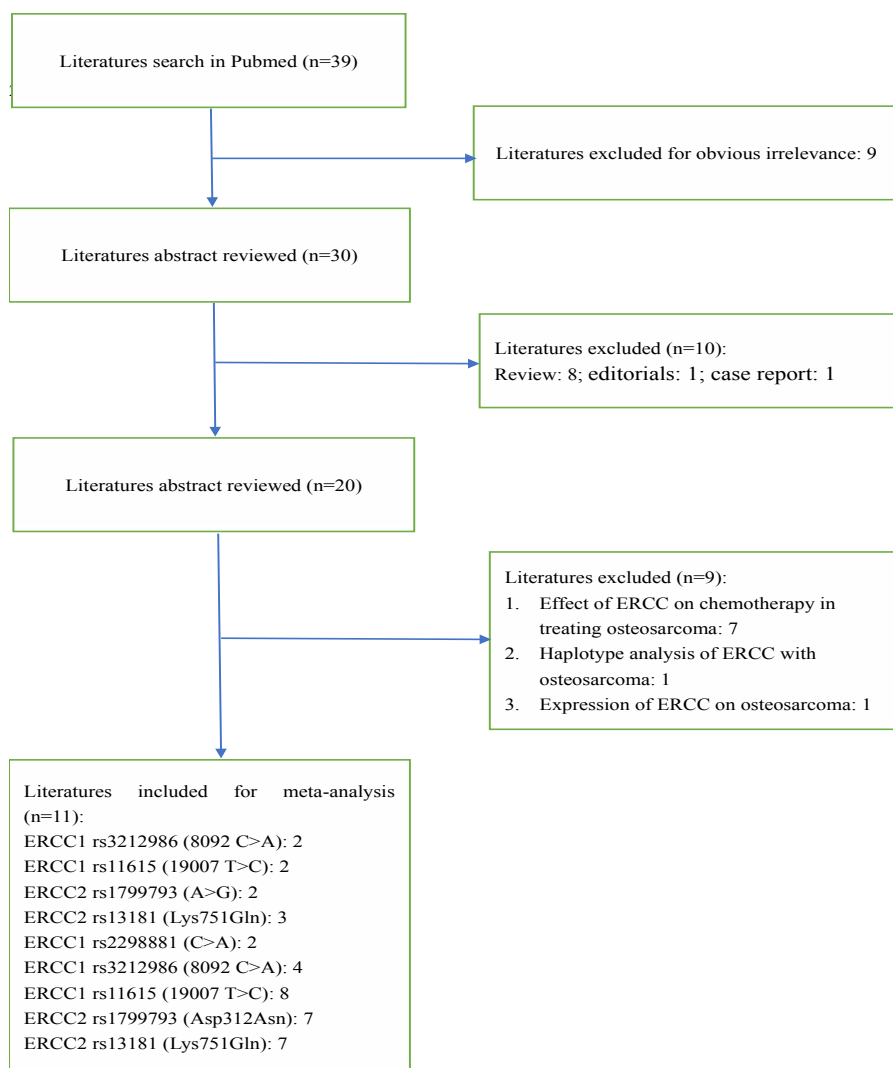 Literatures search in Pubmed (n=39)
Literatures excluded for obvious irrelevance: 9
Literatures abstract reviewed (n=30)
Literatures excluded (n=10):
Review: 8; editorials: 1; case report: 1
Literatures abstract reviewed (n=20)
Literatures excluded (n=9):
1. Effect of ERCC on chemotherapy in
treating osteosarcoma: 7
2. Haplotype analysis of ERCC with
osteosarcoma: 1
3. Expression of ERCC on osteosarcoma: 1
Literatures included for meta-analysis
(n=11):
ERCC1 rs3212986 (8092 C>A): 2
ERCC1 rs11615 (19007 T>C): 2
ERCC2 rs1799793 (A>G): 2
ERCC2 rs13181 (Lys751Gln): 3
ERCC1 rs2298881 (C>A): 2
ERCC1 rs3212986 (8092 C>A): 4
ERCC1 rs11615 (19007 T>C): 8
ERCC2 rs1799793 (Asp312Asn): 7
ERCC2 rs13181 (Lys751Gln): 7